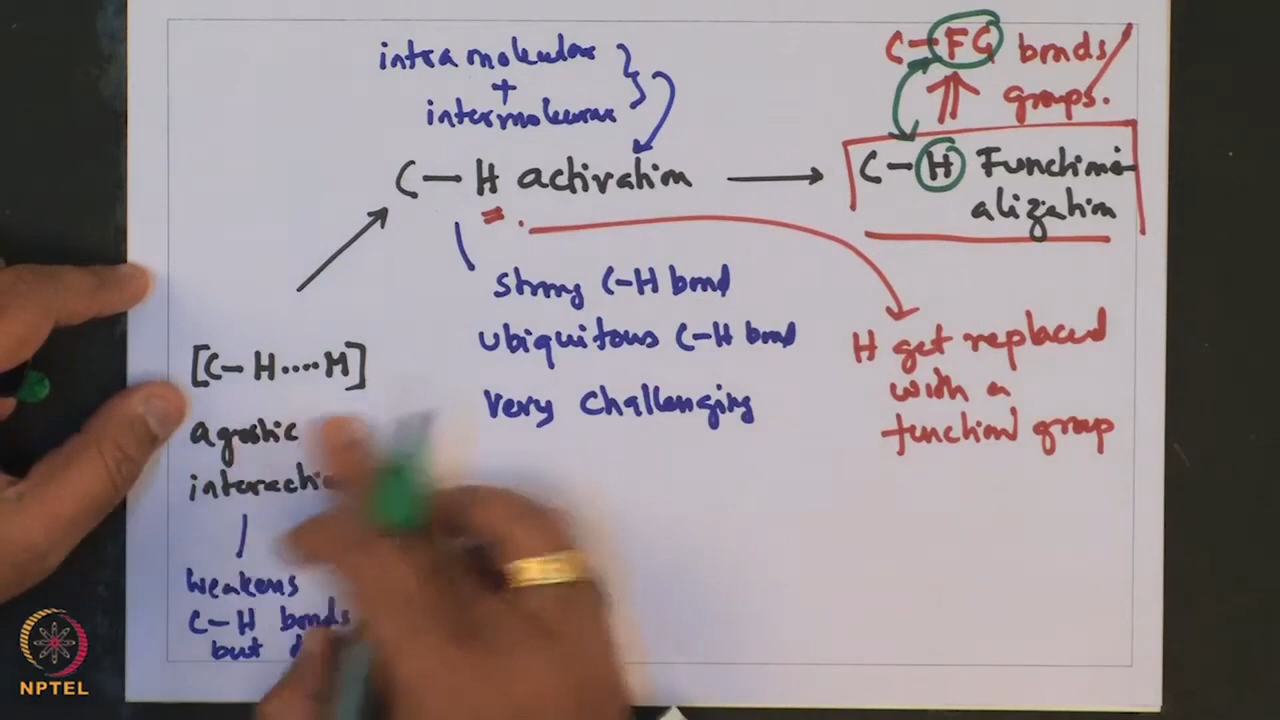 intramolecular
+
intermolecular
C–FG bonds/
groups.
C–H activation
C–H Functional-
alization
strong C–H bond
ubiquitous C–H bond
very challenging
H get replaced
with a
function group
[C–H····M]
agostic
weakens
C–H bonds
but
NPTEL